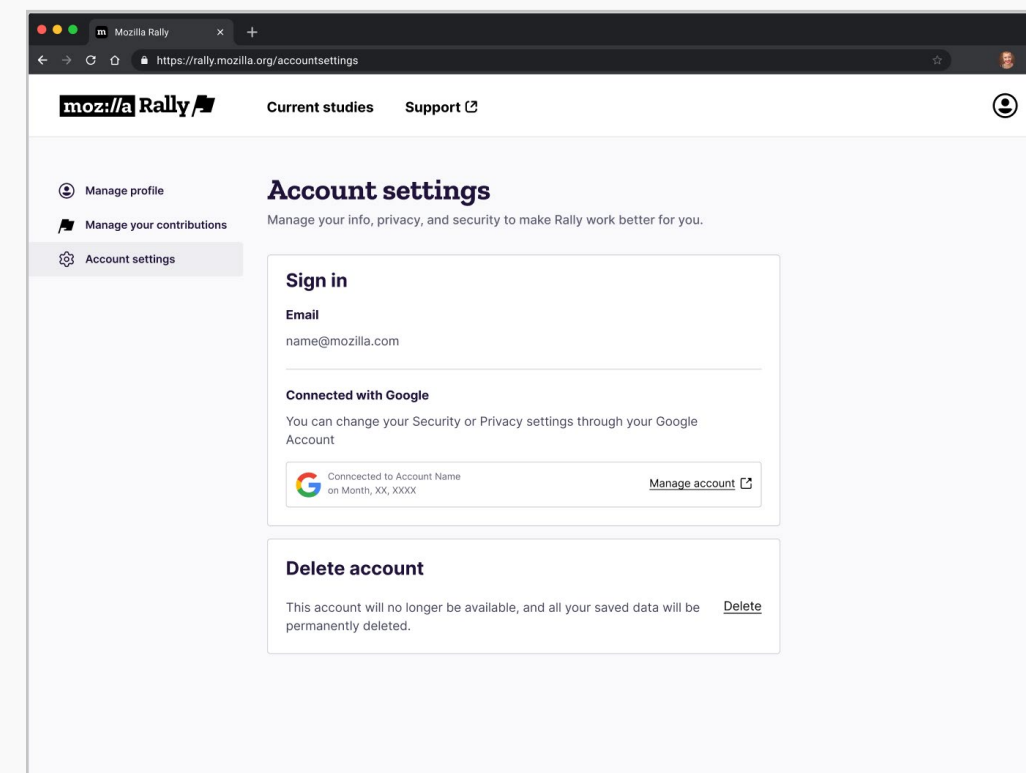 m Mozilla Rally
https://rally.mozilla.org/accountsettings
moz://a Rally
Current studies
Support
Manage profile
Manage your contributions
Account settings
Account settings
Manage your info, privacy, and security to make Rally work better for you.
Sign in
Email
name@mozilla.com
Connected with Google
You can change your Security or Privacy settings through your Google
Account
Conncected to Account Name
on Month, XX, XXXX
Manage account
Delete account
This account will no longer be available, and all your saved data will be
permanently deleted.
Delete